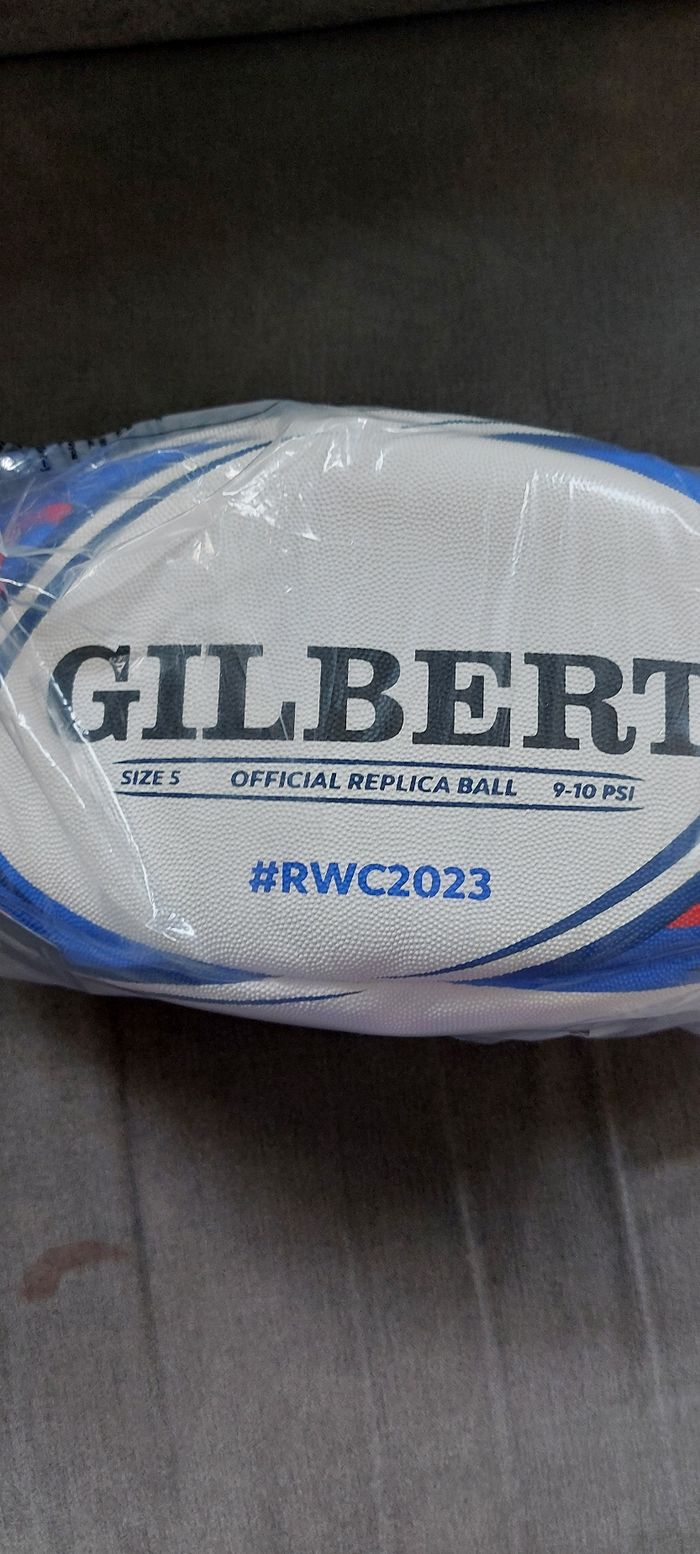 GILBERT
SIZE 5 OFFICIAL REPLICA BALL 9-10 PSI
#RWC2023